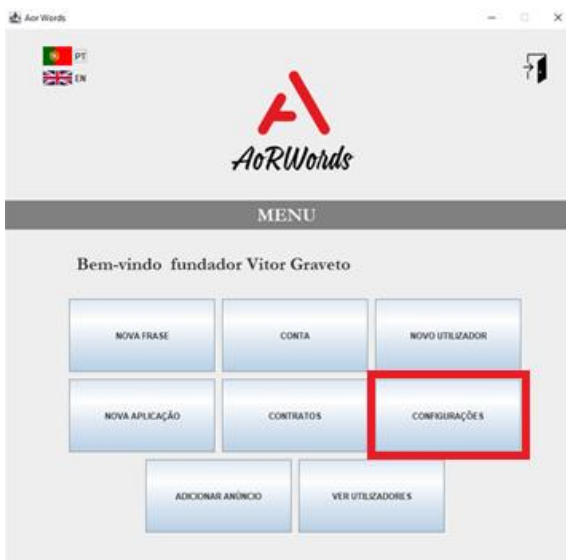 Aor Words
PT
EN
AoRWords
MENU
Bem-vindo fundador Vitor Graveto
NOVA FRASE
CONTA
NOVO UTILIZADOR
NOVA APLICAÇÃO
CONTRATOS
CONFIGURAÇÕES
ADICIONAR ANÚNCIO
VER UTILIZADORES